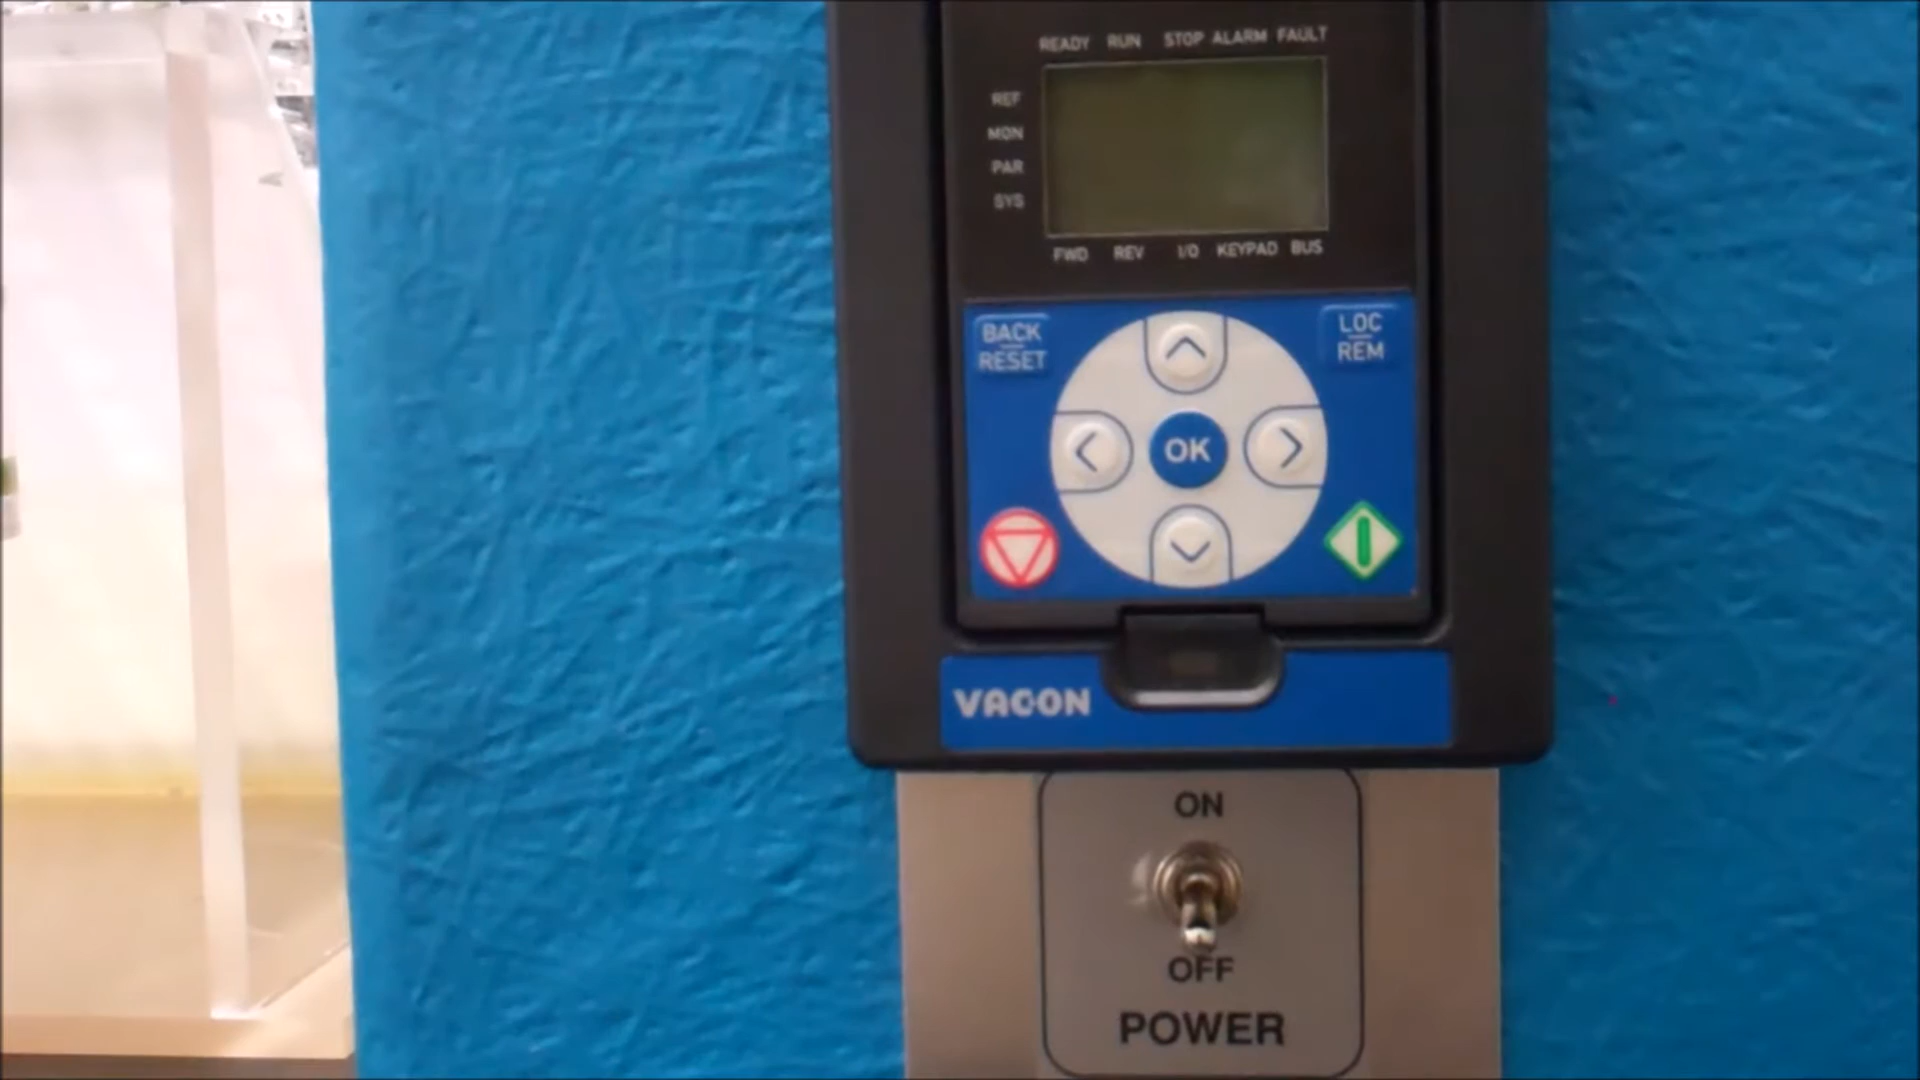 READY RUN STOP ALARM FAULT
REF
MON
PAR
SYS
FWD REV I/O KEYPAD BUS
BACK
RESET
LOC
REM
OK
VACON
ON
OFF
POWER